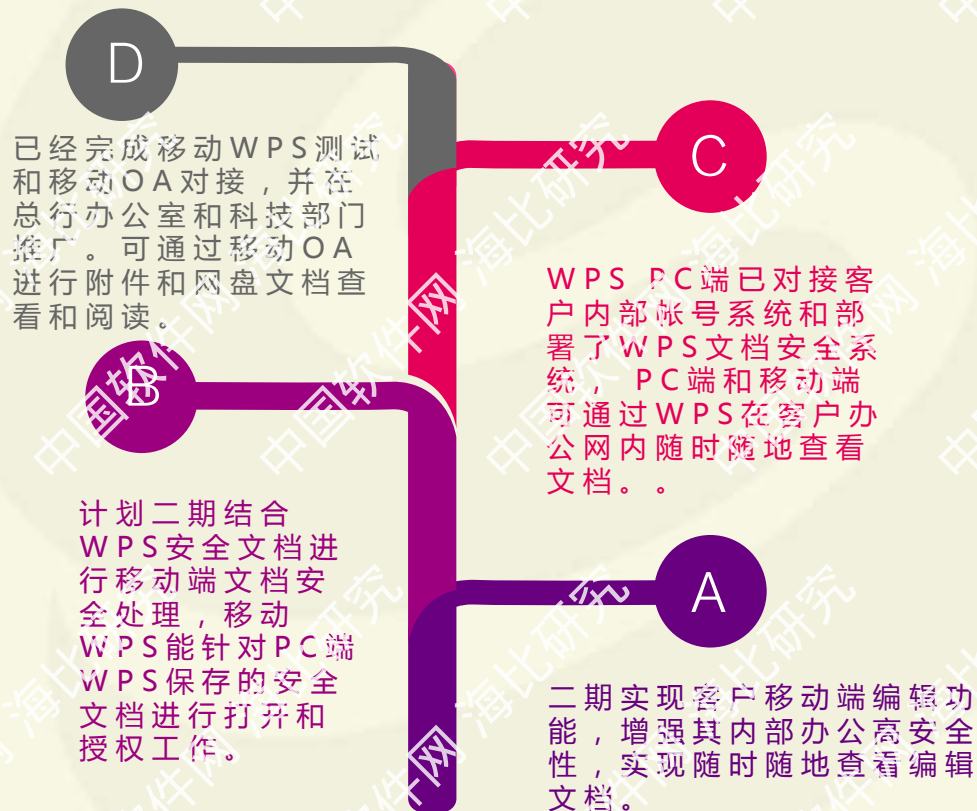 D
已经完成移动WPS测试
和移动OA对接，并在
总行办公室和科技部门
推广。可通过移动OA
进行附件和网盘文档查
看和阅读。
C
WPS PC端已对接客
户内部帐号系统和部
署了WPS文档安全系
统， PC端和移动端
可通过WPS在客户办
公网内随时随地查看
文档。。
B
计划二期结合
WPS安全文档进
行移动端文档安
全处理，移动
WPS能针对PC端
WPS保存的安全
文档进行打开和
授权工作。
A
二期实现客户移动端编辑功
能，增强其内部办公高安全
性，实现随时随地查看编辑
文档。
中国软件网 海比研究